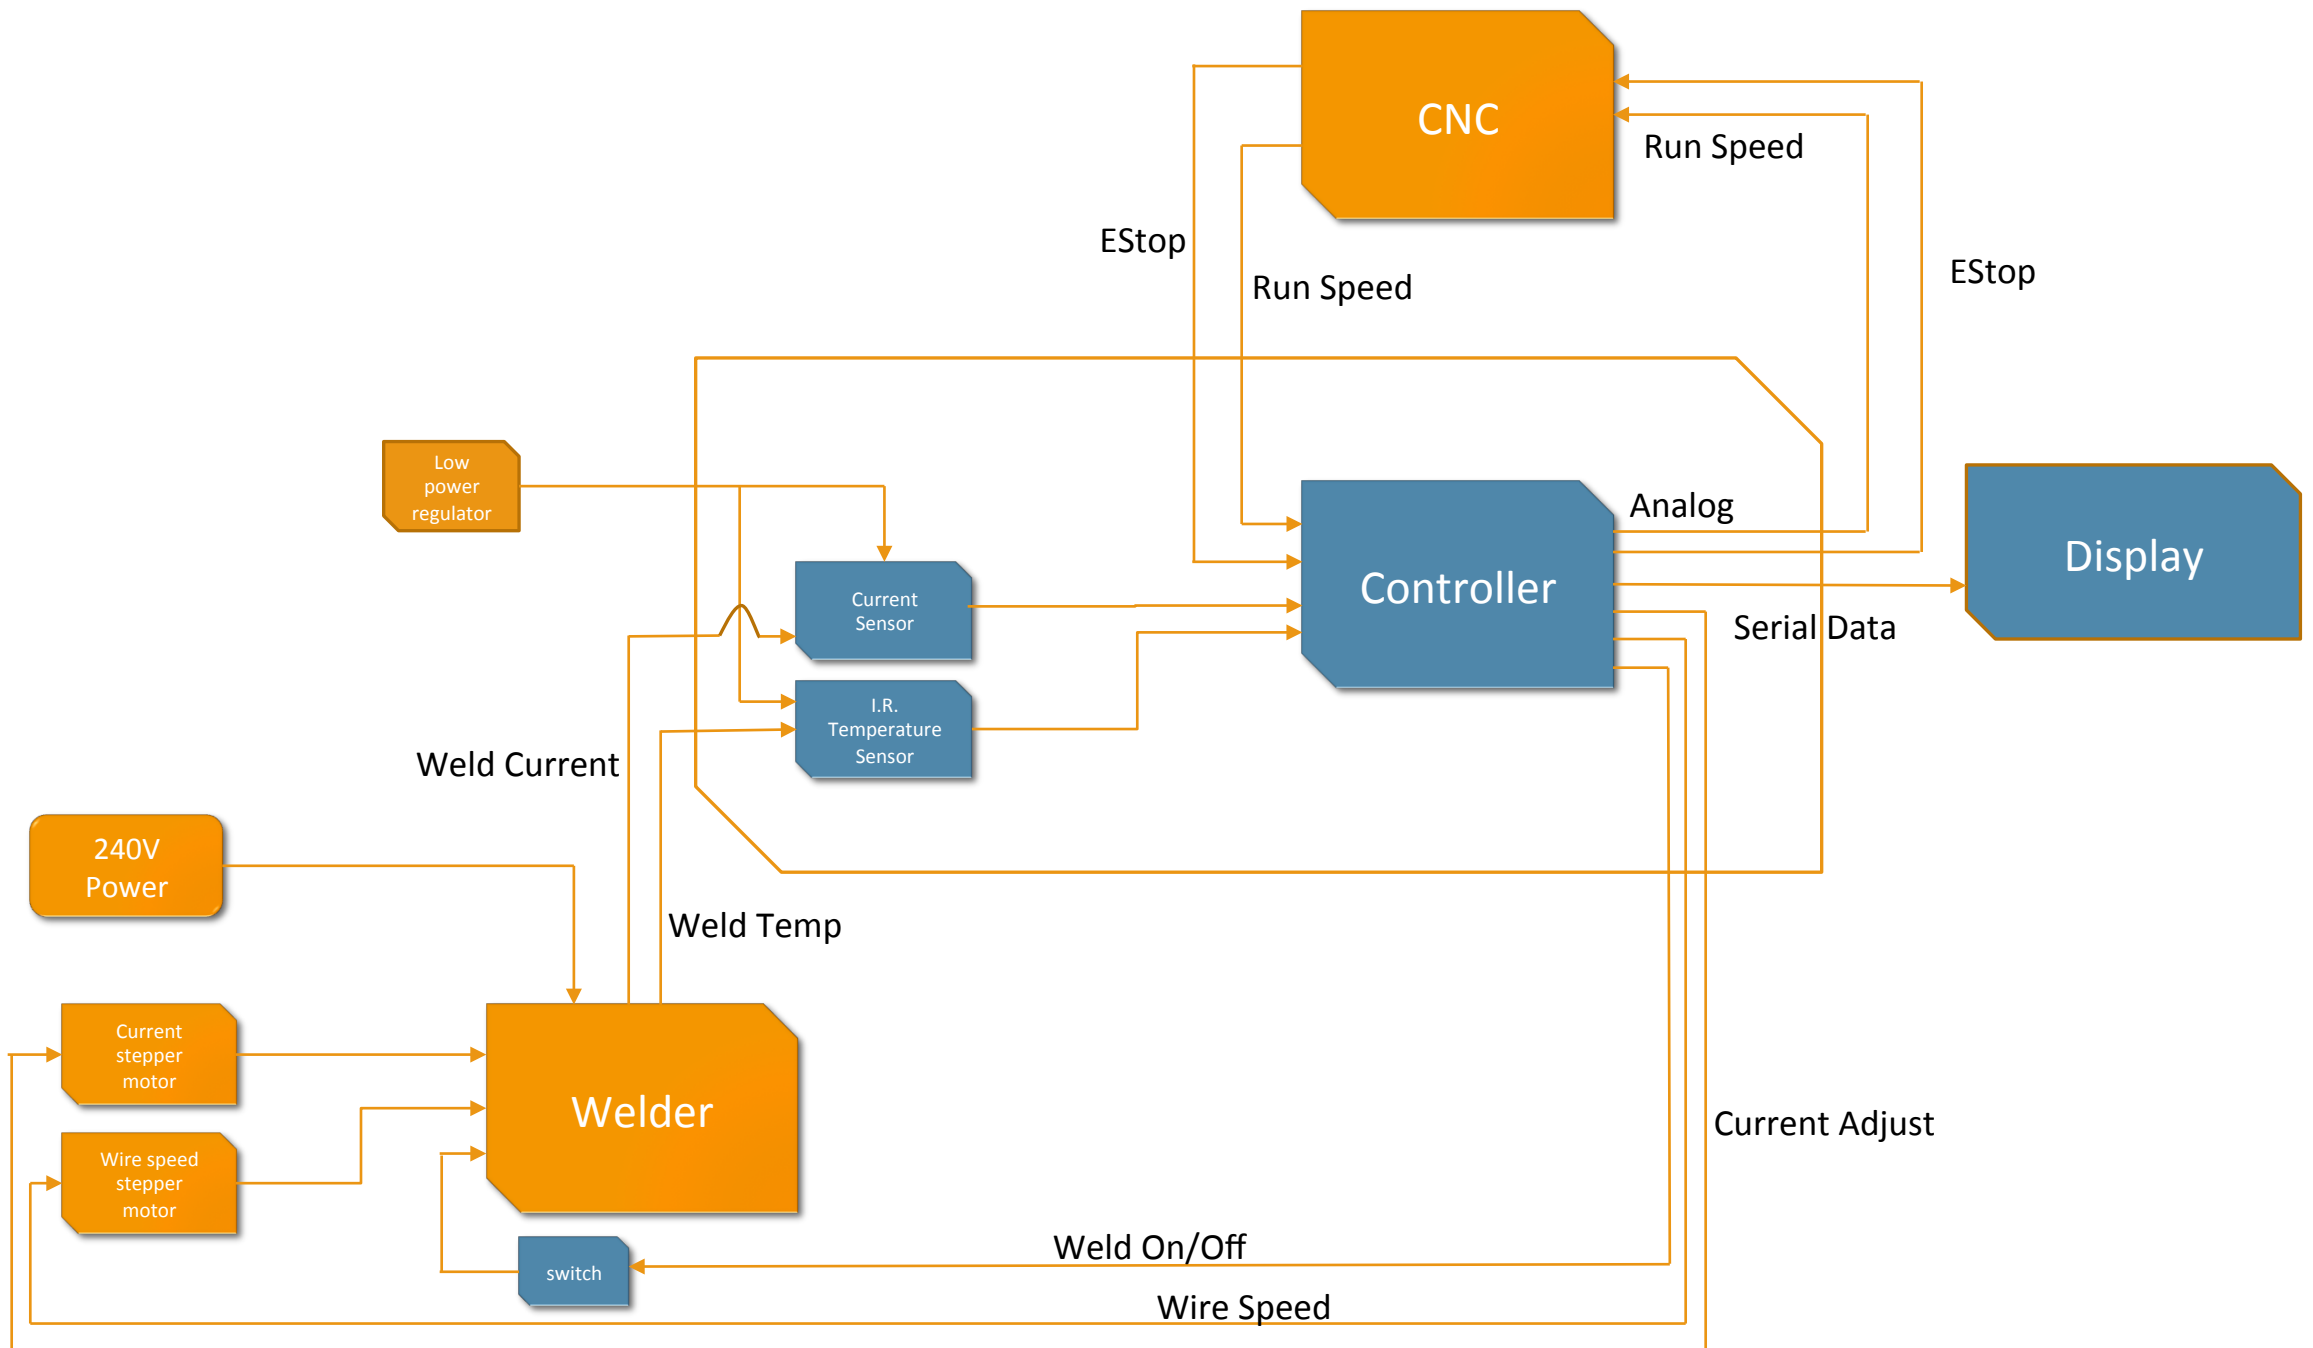 CNC
Run Speed
EStop
EStop
Run Speed
Low
power
regulator
Analog
Display
Current
Sensor
Controller
Serial Data
I.R.
Temperature
Sensor
Weld Current
240V
Power
Weld Temp
Current
stepper
motor
Welder
Current Adjust
Wire speed
stepper
motor
Weld On/Off
switch
Wire Speed